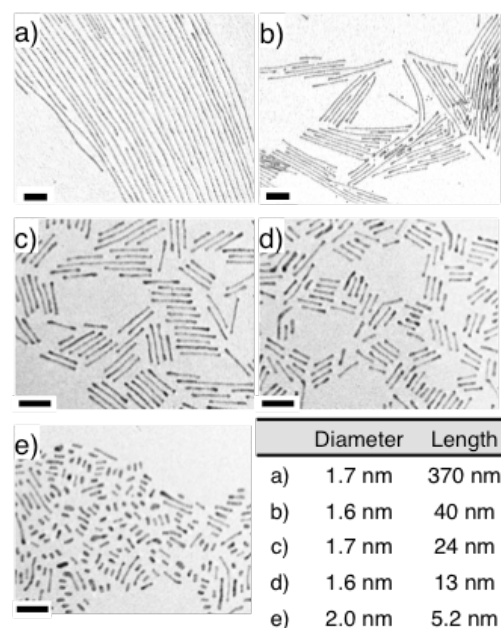 a)
b)
c)
d)
e)
Diameter Length
a) 1.7 nm 370 nm
b) 1.6 nm 40 nm
c) 1.7 nm 24 nm
d) 1.6 nm 13 nm
e) 2.0 nm 5.2 nm